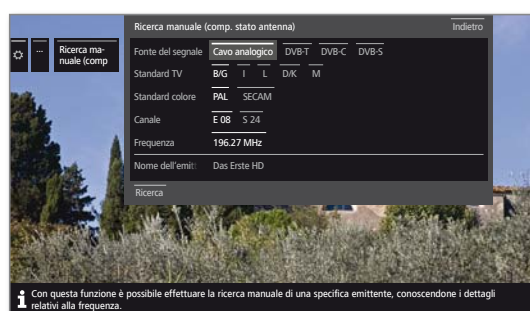 Ricerca manuale (comp. stato antenna) Indietro
...
Ricerca ma-
nuale (comp
Fonte del segnale Cavo analogico DVB-T DVB-C DVB-S
Standard TV B/G I L D/K M
Standard colore PAL SECAM
Canale E 08 S 24
Frequenza 196.27 MHz
Nome dell'emitt Das Erste HD
Ricerca
Con questa funzione è possibile effettuare la ricerca manuale di una specifica emittente, conoscendone i dettagli
relativi alla frequenza.